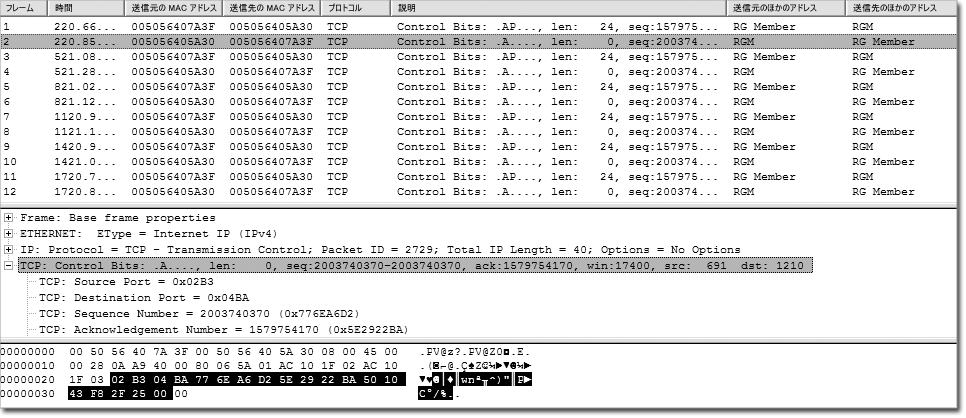 フレーム 時間 送信元の MAC アドレス 送信先の MAC アドレス プロトコル 説明 送信元のほかのアドレス 送信先のほかのアドレス
1 220.66... 005056405A30 005056407A3F TCP Control Bits: .AP..., len: 24, seq:157975... RG Member RGM
2 220.85... 005056407A3F 005056405A30 TCP Control Bits: .A...., len: 0, seq:200374... RGM RG Member
3 521.08... 005056405A30 005056407A3F TCP Control Bits: .AP..., len: 24, seq:157975... RG Member RGM
4 521.28... 005056407A3F 005056405A30 TCP Control Bits: .A...., len: 0, seq:200374... RGM RG Member
5 821.02... 005056405A30 005056407A3F TCP Control Bits: .AP..., len: 24, seq:157975... RG Member RGM
6 821.12... 005056407A3F 005056405A30 TCP Control Bits: .A...., len: 0, seq:200374... RGM RG Member
7 1120.9... 005056405A30 005056407A3F TCP Control Bits: .AP..., len: 24, seq:157975... RG Member RGM
8 1121.1... 005056407A3F 005056405A30 TCP Control Bits: .A...., len: 0, seq:200374... RGM RG Member
9 1420.9... 005056405A30 005056407A3F TCP Control Bits: .AP..., len: 24, seq:157975... RG Member RGM
10 1421.0... 005056407A3F 005056405A30 TCP Control Bits: .A...., len: 0, seq:200374... RGM RG Member
11 1720.7... 005056405A30 005056407A3F TCP Control Bits: .AP..., len: 24, seq:157975... RG Member RGM
12 1720.8... 005056407A3F 005056405A30 TCP Control Bits: .A...., len: 0, seq:200374... RGM RG Member
Frame: Base frame properties
ETHERNET: EType = Internet IP (IPv4)
IP: Protocol = TCP - Transmission Control; Packet ID = 2729; Total IP Length = 40; Options = No Options
TCP: Control Bits: .A...., len: 0, seq:2003740370-2003740370, ack:1579754170, win:17400, src: 691 dst: 1210
TCP: Source Port = 0x02B3
TCP: Destination Port = 0x04BA
TCP: Sequence Number = 2003740370 (0x776EA6D2)
TCP: Acknowledgement Number = 1579754170 (0x5E2922BA)
00000000 00 50 56 40 7A 3F 00 50 56 40 5A 30 08 00 45 00 .PV@z?.PV@Z0◘.E.
00000010 00 28 0A A9 40 00 80 06 5A 01 AC 10 1F 02 AC 10
00000020 1F 03 02 B3 04 BA 77 6E A6 D2 5E 29 22 BA 50 10
00000030 43 F8 2F 25 00 00 C°/%..